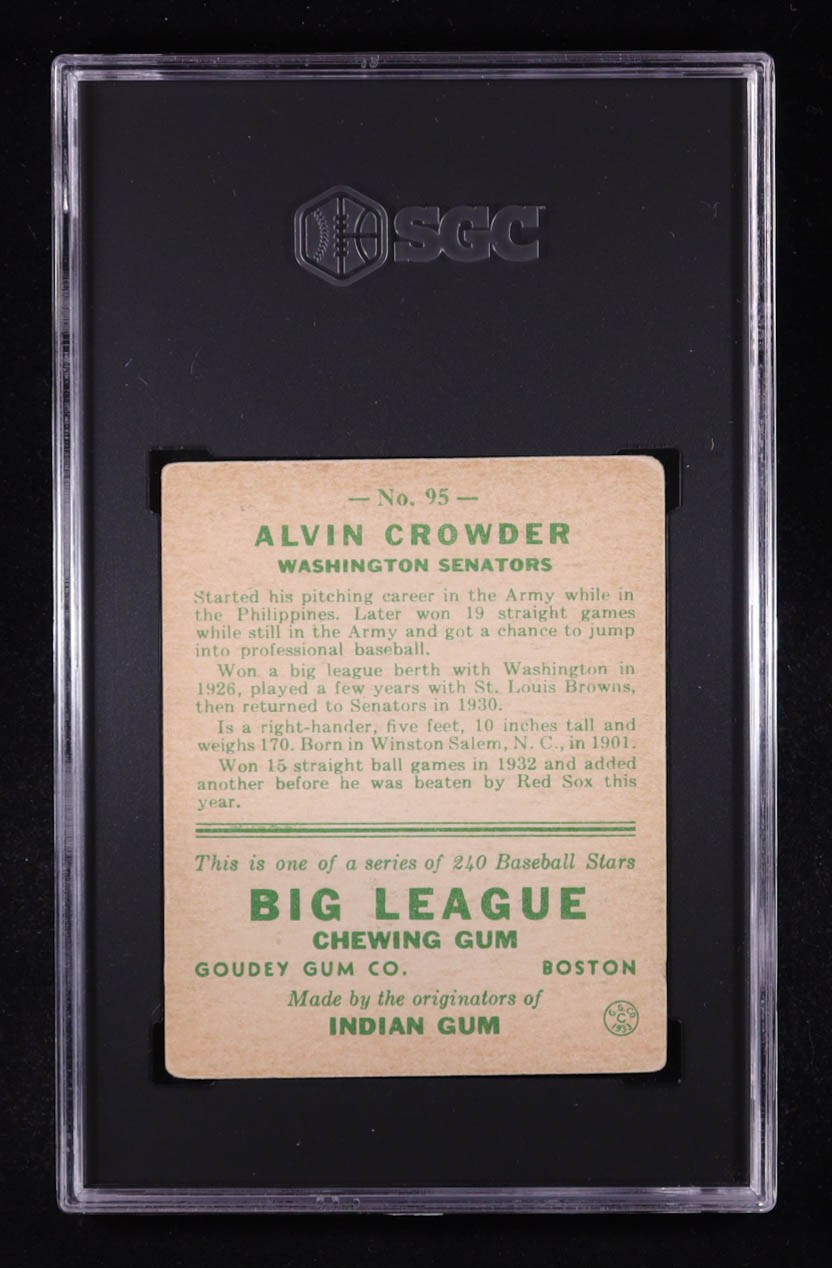 SGC
— No. 95 —
ALVIN CROWDER
WASHINGTON SENATORS
Started his pitching career in the Army while in
the Philippines. Later won 19 straight games
while still in the Army and got a chance to jump
into professional baseball.
Won a big league berth with Washington in
1926, played a few years with St. Louis Browns,
then returned to Senators in 1930.
Is a right-hander, five feet, 10 inches tall and
weighs 170. Born in Winston Salem, N. C., in 1901.
Won 15 straight ball games in 1932 and added
another before he was beaten by Red Sox this
year.
This is one of a series of 240 Baseball Stars
BIG LEAGUE
CHEWING GUM
GOUDEY GUM CO. BOSTON
Made by the originators of
INDIAN GUM
G. G. Co.
C
1933